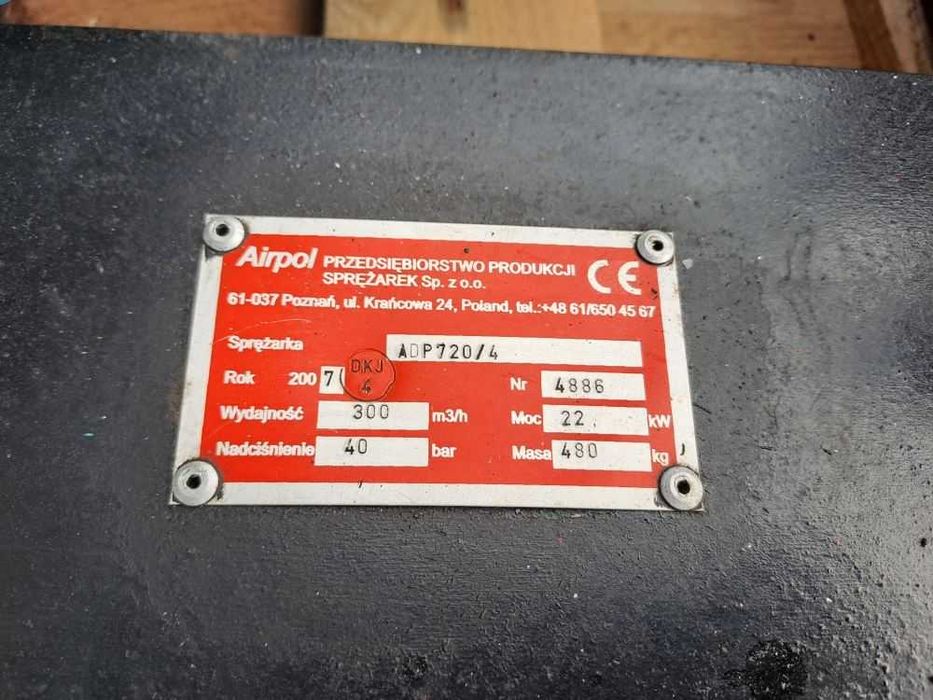 Airpol PRZEDSIĘBIORSTWO PRODUKCJI CE
SPRĘŻAREK Sp. z o.o.
61-037 Poznań, ul. Krańcowa 24, Poland, tel.:+48 61/650 45 67
Sprężarka ADP720/4
Rok 2007 DKJ 4 Nr 4886
Wydajność 300 m3/h Moc 22 kW
Nadciśnienie 40 bar Masa 480 kg